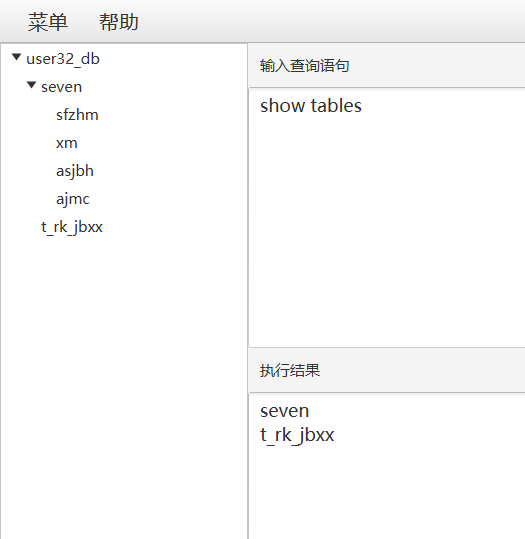 菜单 帮助
user32_db
seven
sfzhm
xm
asjbh
ajmc
t_rk_jbxx
输入查询语句
show tables
执行结果
seven
t_rk_jbxx